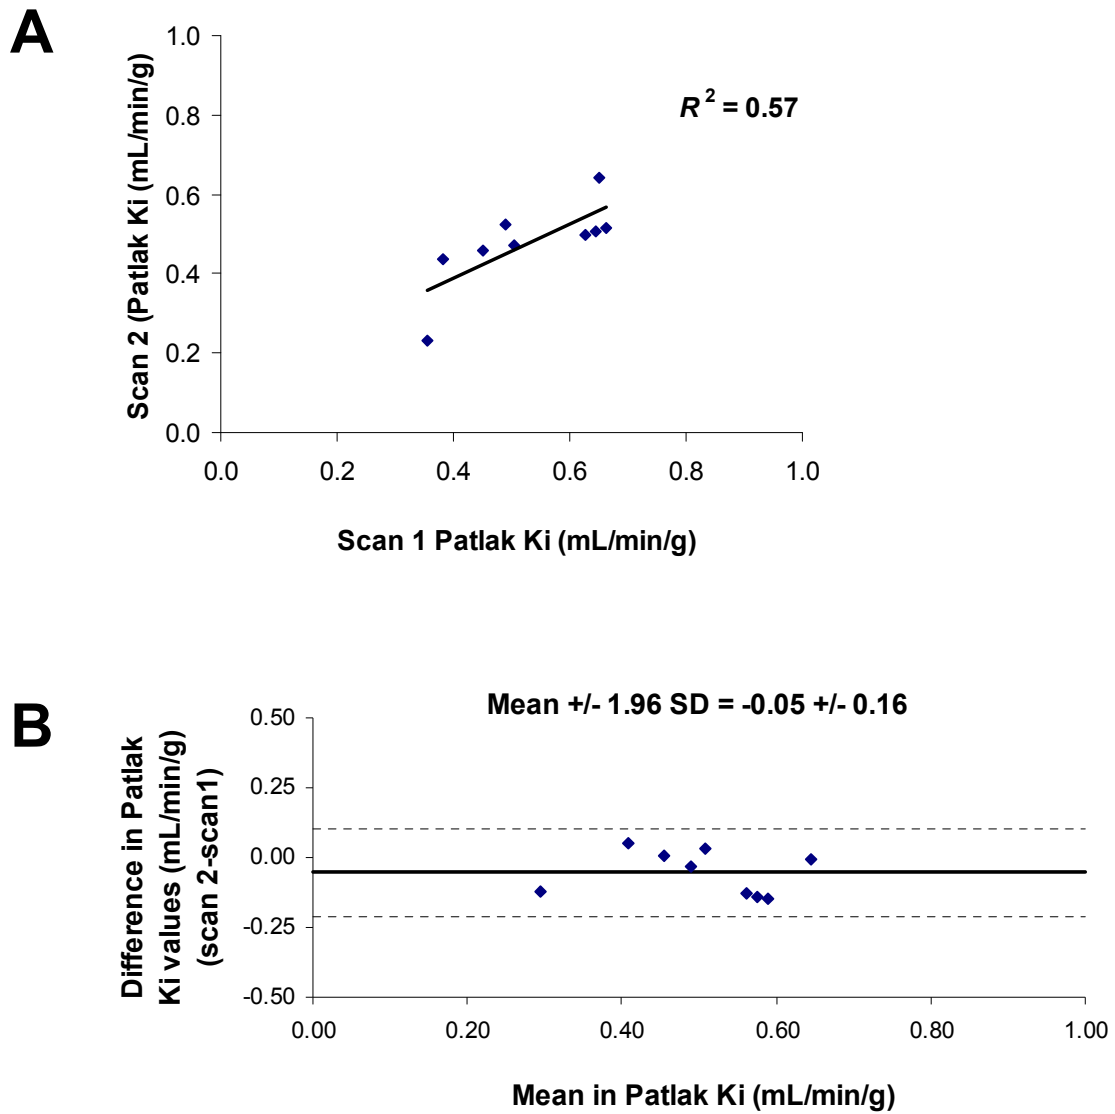 A
1.0
0.8
0.6
0.4
0.2
0.0
Scan 2 (Patlak Ki (mL/min/g)
R 2 = 0.57
0.0 0.2 0.4 0.6 0.8 1.0
Scan 1 Patlak Ki (mL/min/g)
B
Mean +/- 1.96 SD = -0.05 +/- 0.16
Difference in Patlak
Ki values (mL/min/g)
(scan 2-scan1)
0.50
0.25
0.00
-0.25
-0.50
0.00 0.20 0.40 0.60 0.80 1.00
Mean in Patlak Ki (mL/min/g)